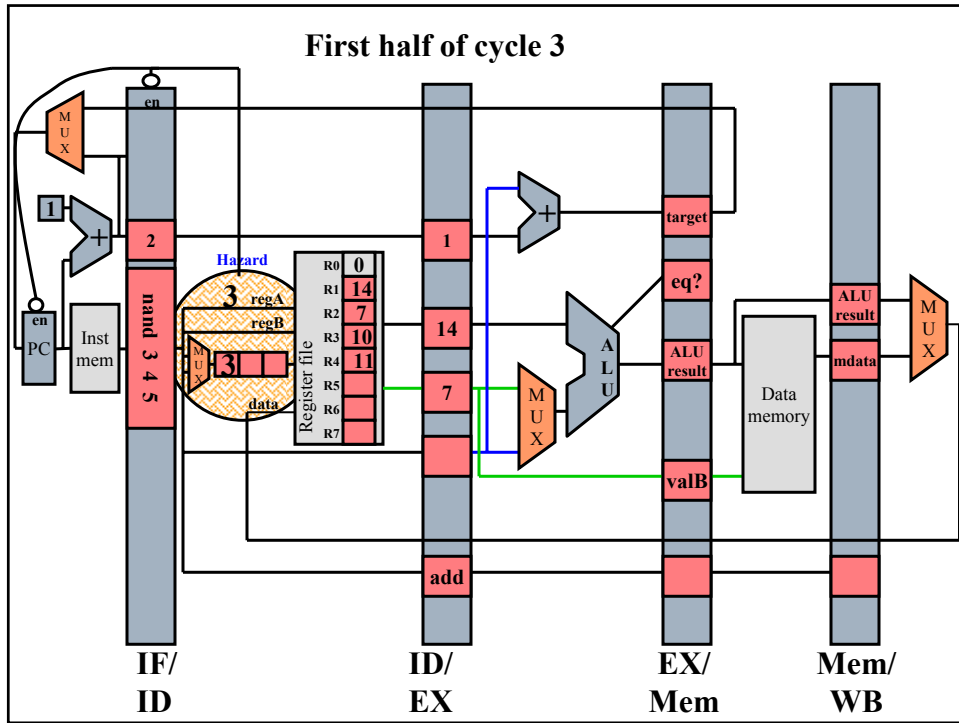 First half of cycle 3
en
M
U
X
1
+
2
1
+
target
Hazard
3
regA
regB
R0 0
R1 14
R2 7
R3 10
R4 11
R5
R6
R7
Register file
nand 3 4 5
M
U
X
3
data
en
PC
Inst
mem
14
7
M
U
X
A
L
U
eq?
ALU
result
valB
Data
memory
ALU
result
mdata
M
U
X
add
IF/
ID
ID/
EX
EX/
Mem
Mem/
WB